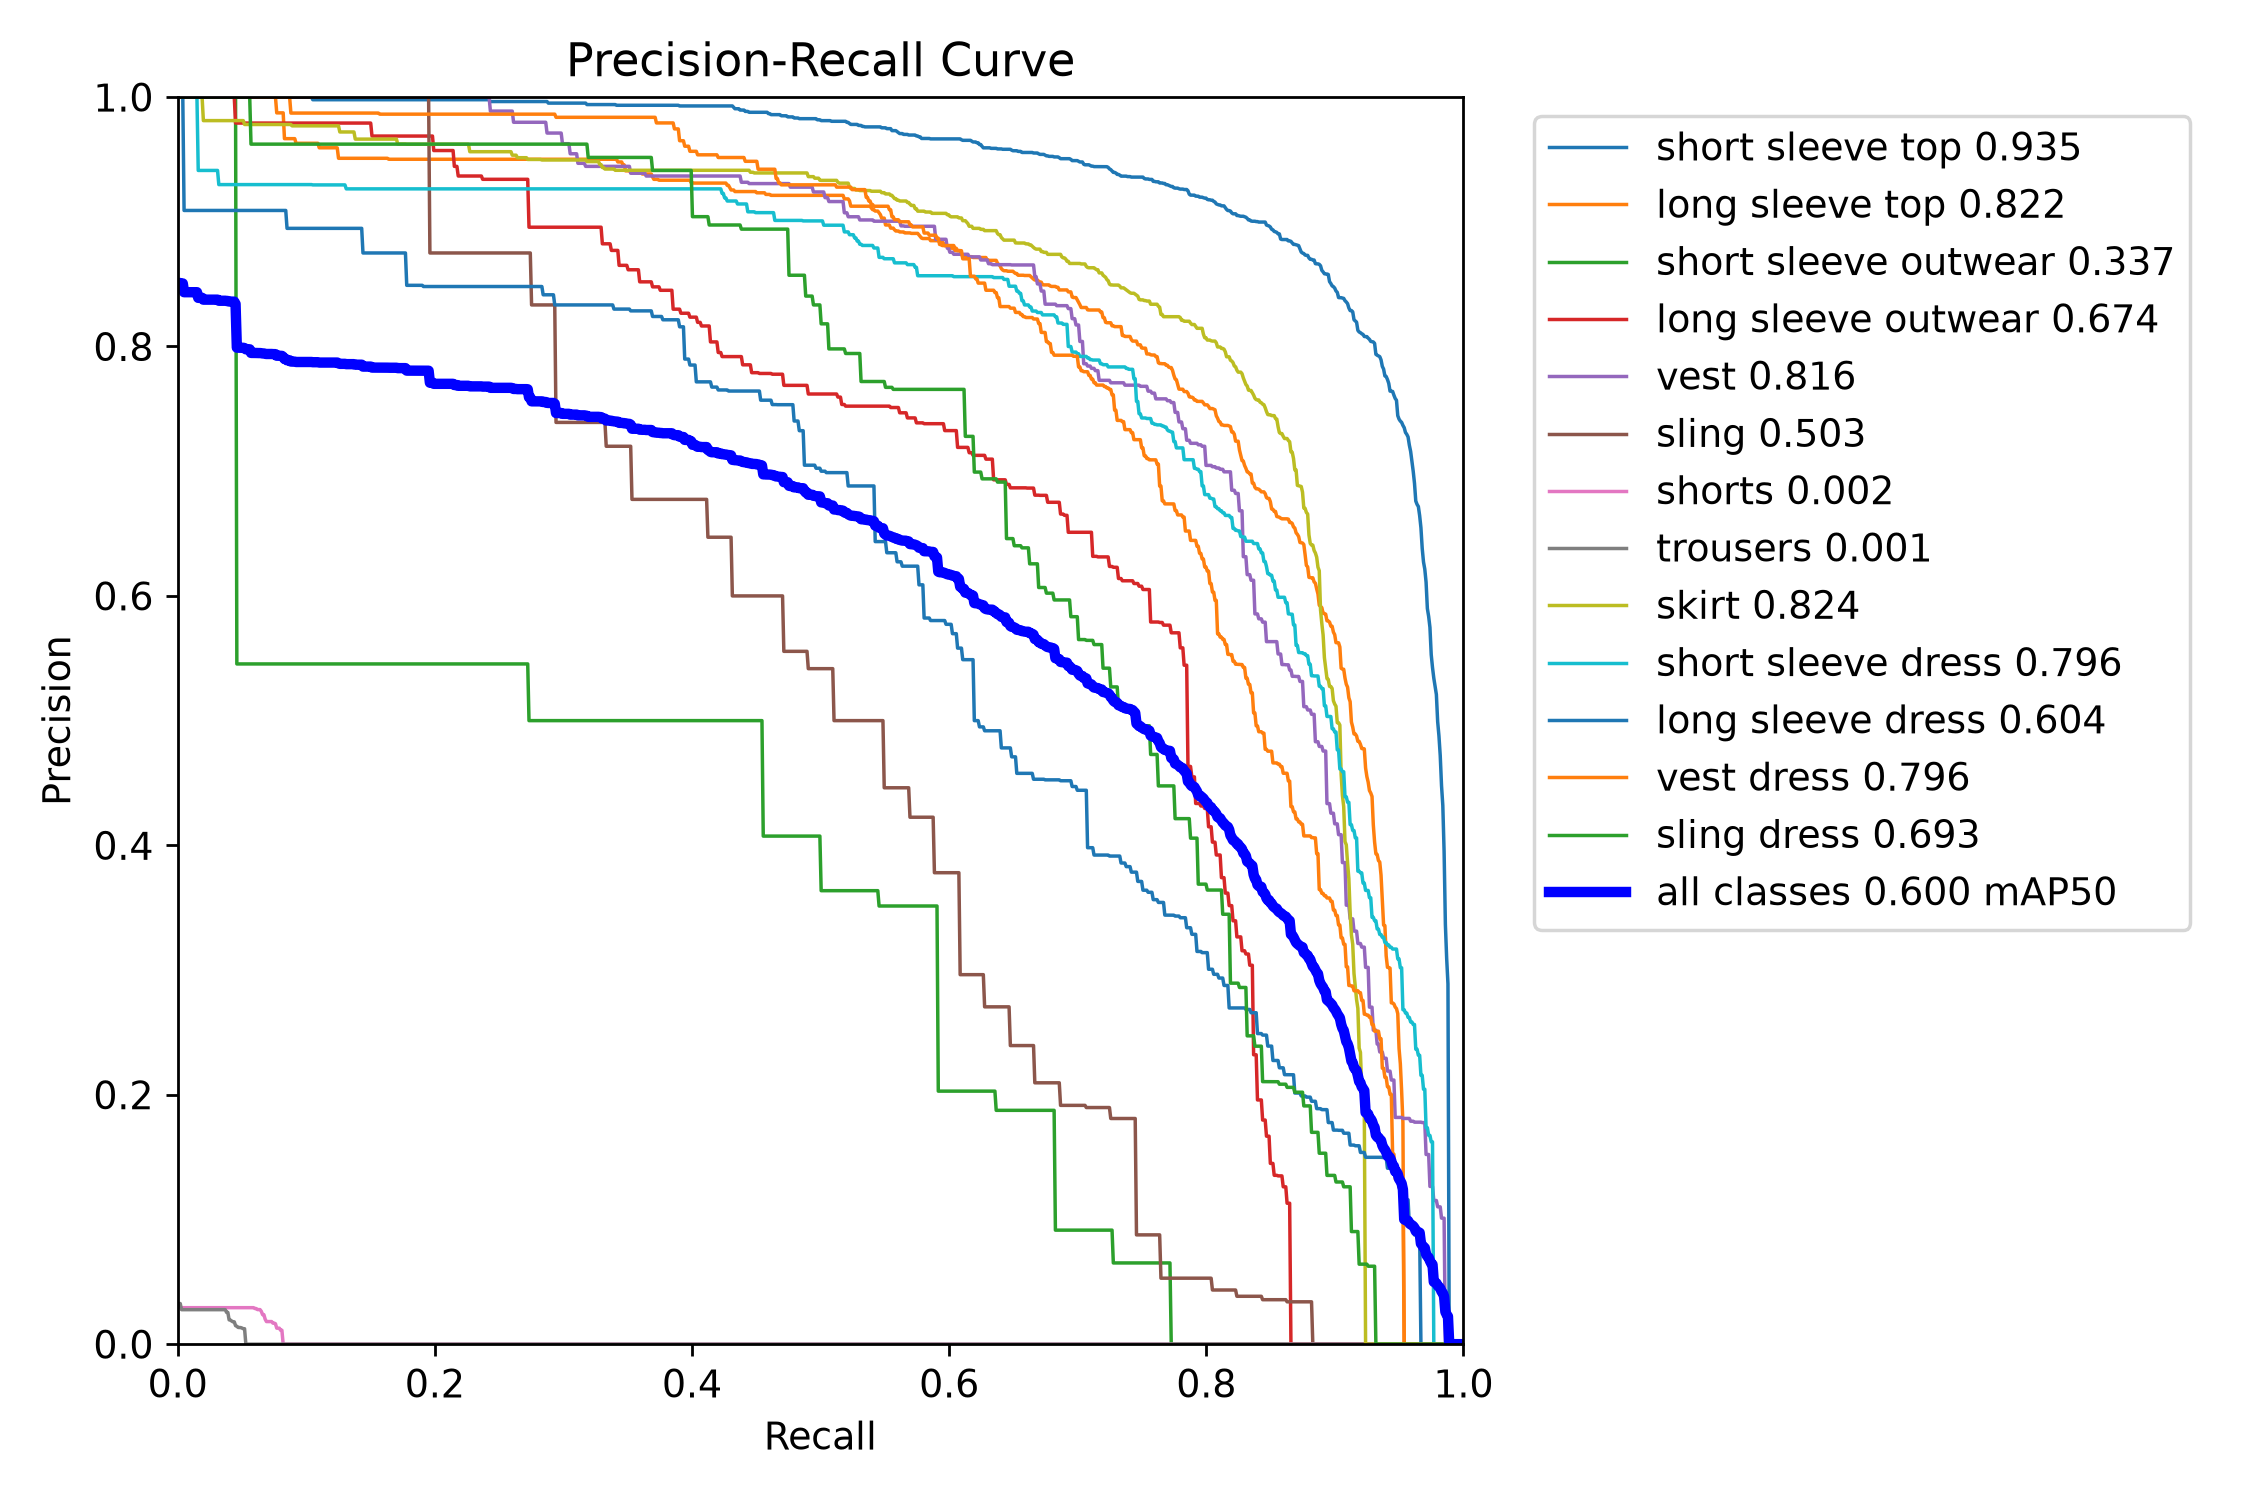 Precision-Recall Curve
1.0
0.8
0.6
0.4
0.2
0.0
Precision
0.0 0.2 0.4 0.6 0.8 1.0
Recall
short sleeve top 0.935
long sleeve top 0.822
short sleeve outwear 0.337
long sleeve outwear 0.674
vest 0.816
sling 0.503
shorts 0.002
trousers 0.001
skirt 0.824
short sleeve dress 0.796
long sleeve dress 0.604
vest dress 0.796
sling dress 0.693
all classes 0.600 mAP50